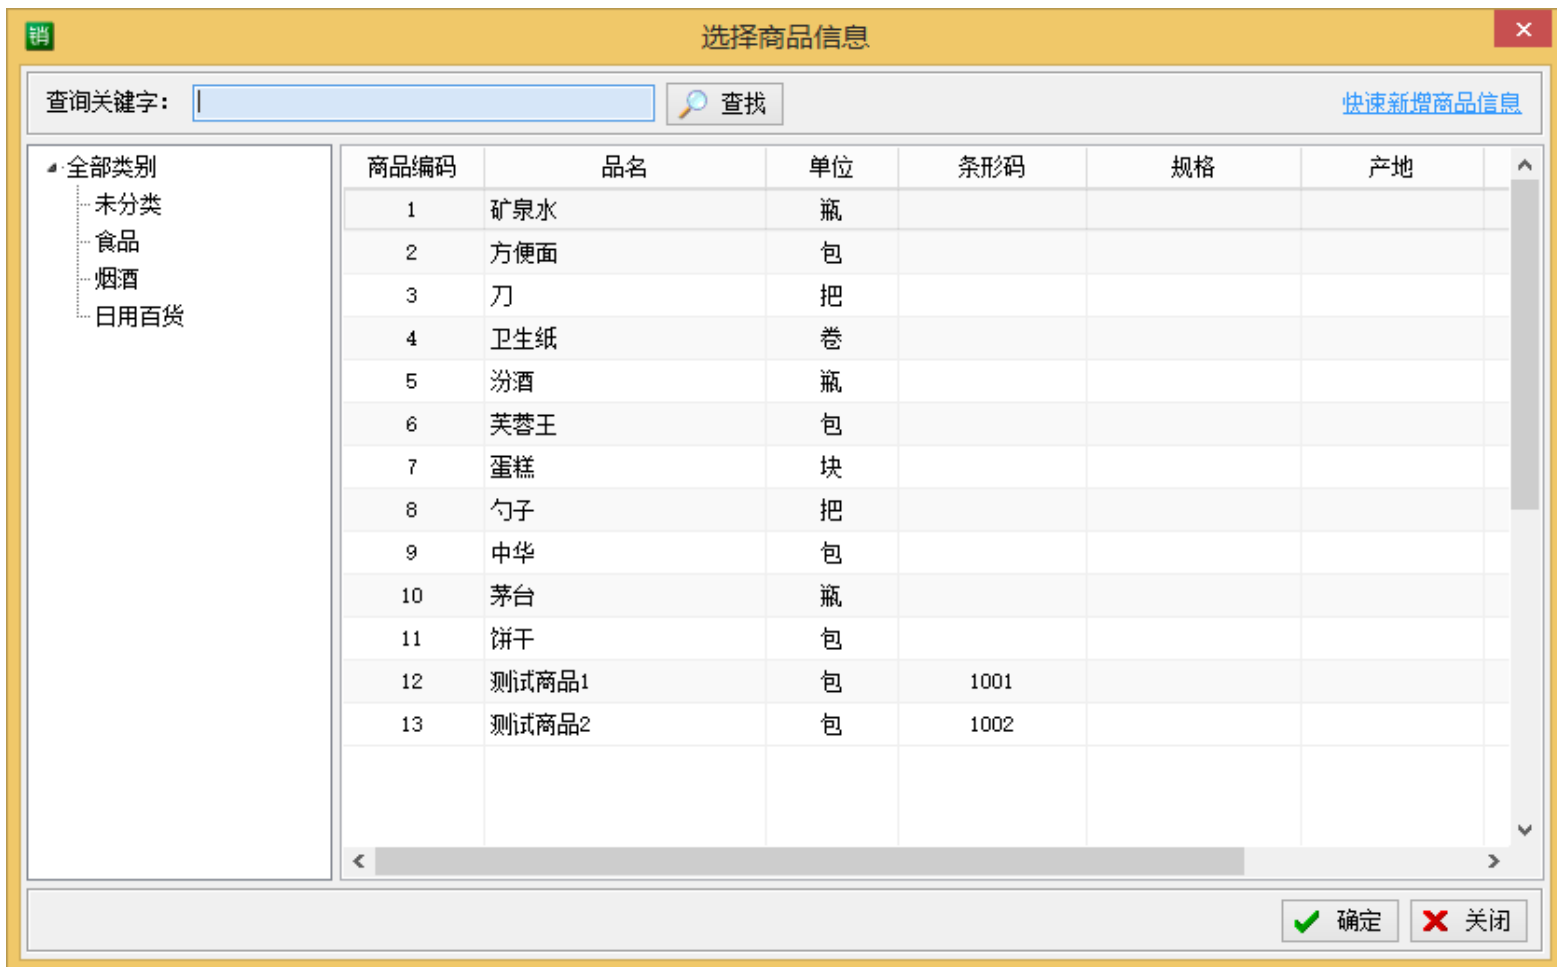 销 选择商品信息
查询关键字： 查找 快速新增商品信息
全部类别
未分类
食品
烟酒
日用百货
商品编码 品名 单位 条形码 规格 产地
1 矿泉水 瓶
2 方便面 包
3 刀 把
4 卫生纸 卷
5 汾酒 瓶
6 芙蓉王 包
7 蛋糕 块
8 勺子 把
9 中华 包
10 茅台 瓶
11 饼干 包
12 测试商品1 包 1001
13 测试商品2 包 1002
确定 关闭